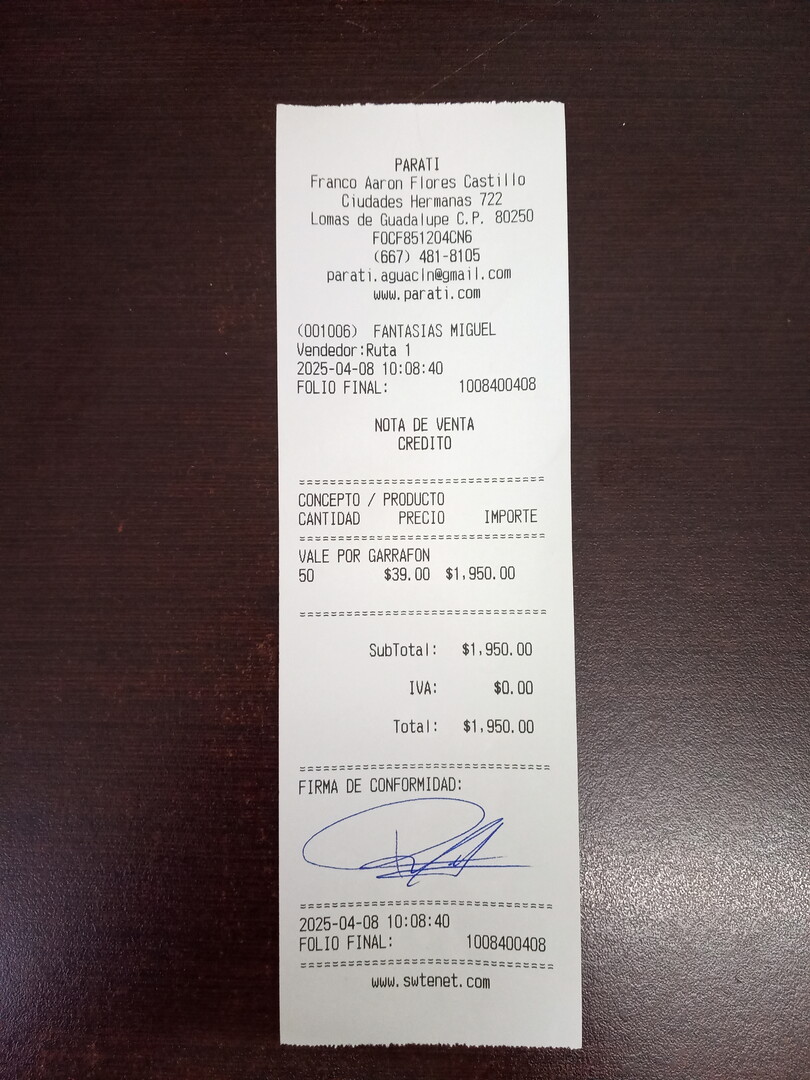 PARATI
Franco Aaron Flores Castillo
Ciudades Hermanas 722
Lomas de Guadalupe C.P. 80250
FOCF851204CN6
(667) 481-8105
parati.aguacln@gmail.com
www.parati.com
(001006) FANTASIAS MIGUEL
Vendedor:Ruta 1
2025-04-08 10:08:40
FOLIO FINAL: 1008400408
NOTA DE VENTA
CREDITO
================================
CONCEPTO / PRODUCTO
CANTIDAD PRECIO IMPORTE
================================
VALE POR GARRAFON
50 $39.00 $1,950.00
================================
SubTotal: $1,950.00
IVA: $0.00
Total: $1,950.00
================================
FIRMA DE CONFORMIDAD:
================================
2025-04-08 10:08:40
FOLIO FINAL: 1008400408
================================
www.swtenet.com